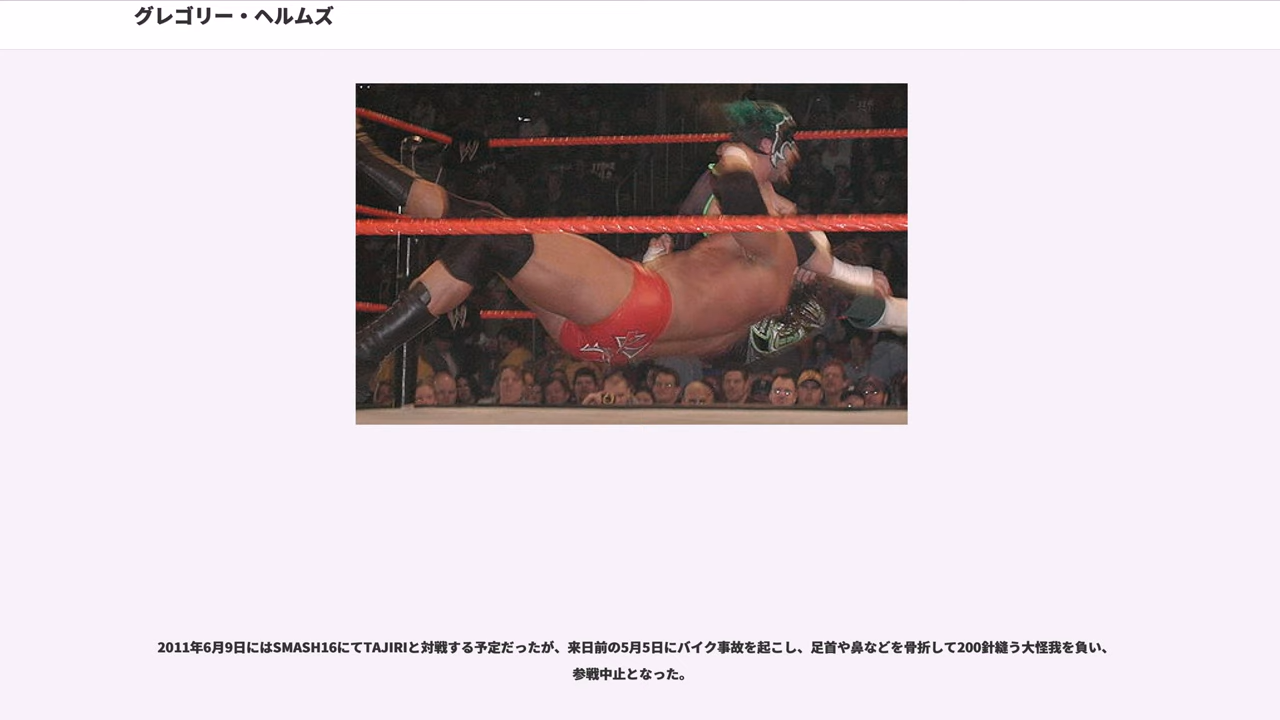 グレゴリー・ヘルムズ
2011年6月9日にはSMASH16にてTAJIRIと対戦する予定だったが、来日前の5月5日にバイク事故を起こし、足首や鼻などを骨折して200針縫う大怪我を負い、
参戦中止となった。